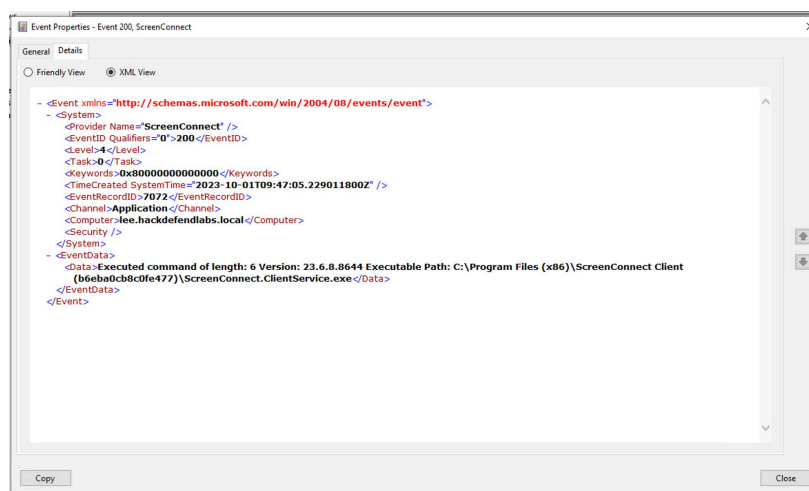 Event Properties - Event 200, ScreenConnect
General Details
Friendly View XML View
- <Event xmlns="http://schemas.microsoft.com/win/2004/08/events/event">
- <System>
<Provider Name="ScreenConnect" />
<EventID Qualifiers="0">200</EventID>
<Level>4</Level>
<Task>0</Task>
<Keywords>0x80000000000000</Keywords>
<TimeCreated SystemTime="2023-10-01T09:47:05.229011800Z" />
<EventRecordID>7072</EventRecordID>
<Channel>Application</Channel>
<Computer>lee.hackdefendlabs.local</Computer>
<Security />
</System>
- <EventData>
<Data>Executed command of length: 6 Version: 23.6.8.8644 Executable Path: C:\Program Files (x86)\ScreenConnect Client
(b6eba0cb8c0fe477)\ScreenConnect.ClientService.exe</Data>
</EventData>
</Event>
Copy Close